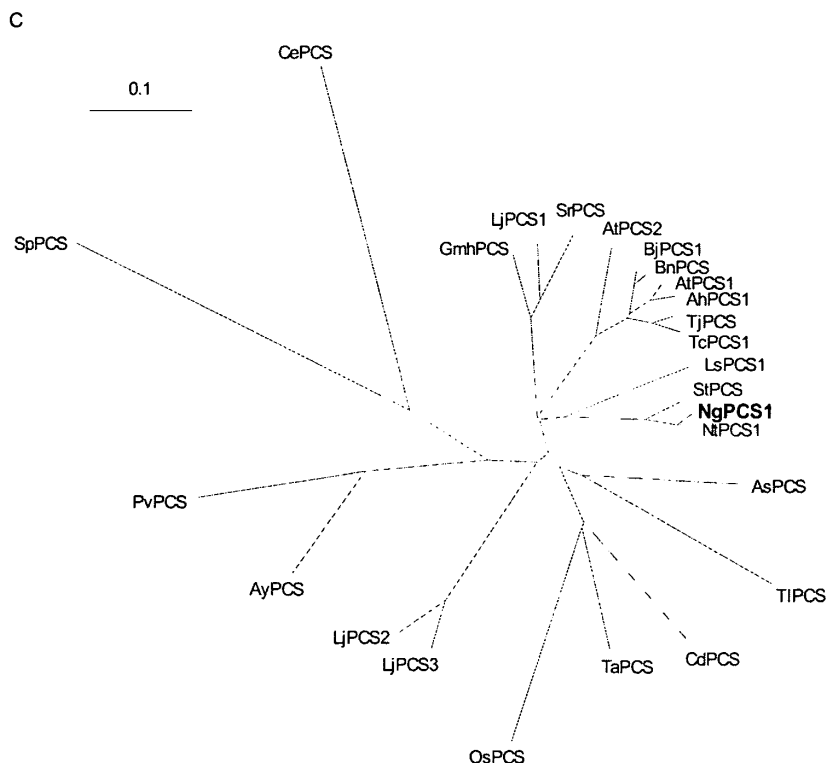 C
CePCS
0.1
SpPCS
SrPCS
LjPCS1
AtPCS2
GmhPCS
BjPCS1
BnPCS
AtPCS1
AhPCS1
TjPCS
TcPCS1
LsPCS1
StPCS
NgPCS1
NtPCS1
AsPCS
PvPCS
AyPCS
TlPCS
LjPCS2
LjPCS3
TaPCS
CdPCS
OsPCS